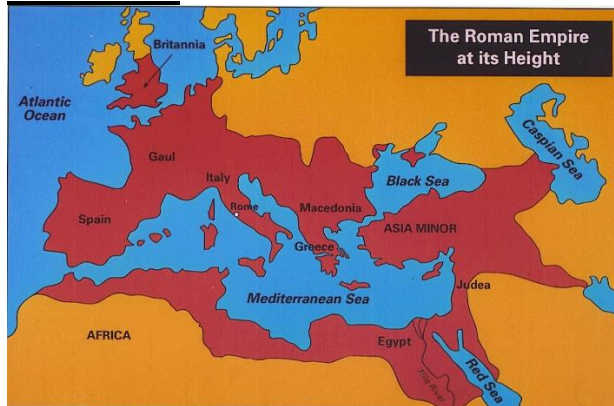 The Roman Empire
at its Height
Britannia
Atlantic
Ocean
Caspian Sea
Gaul
Italy
Black Sea
Rome
Macedonia
Spain
ASIA MINOR
Greece
Judea
Mediterranean Sea
AFRICA
Egypt
Nile River
Red Sea